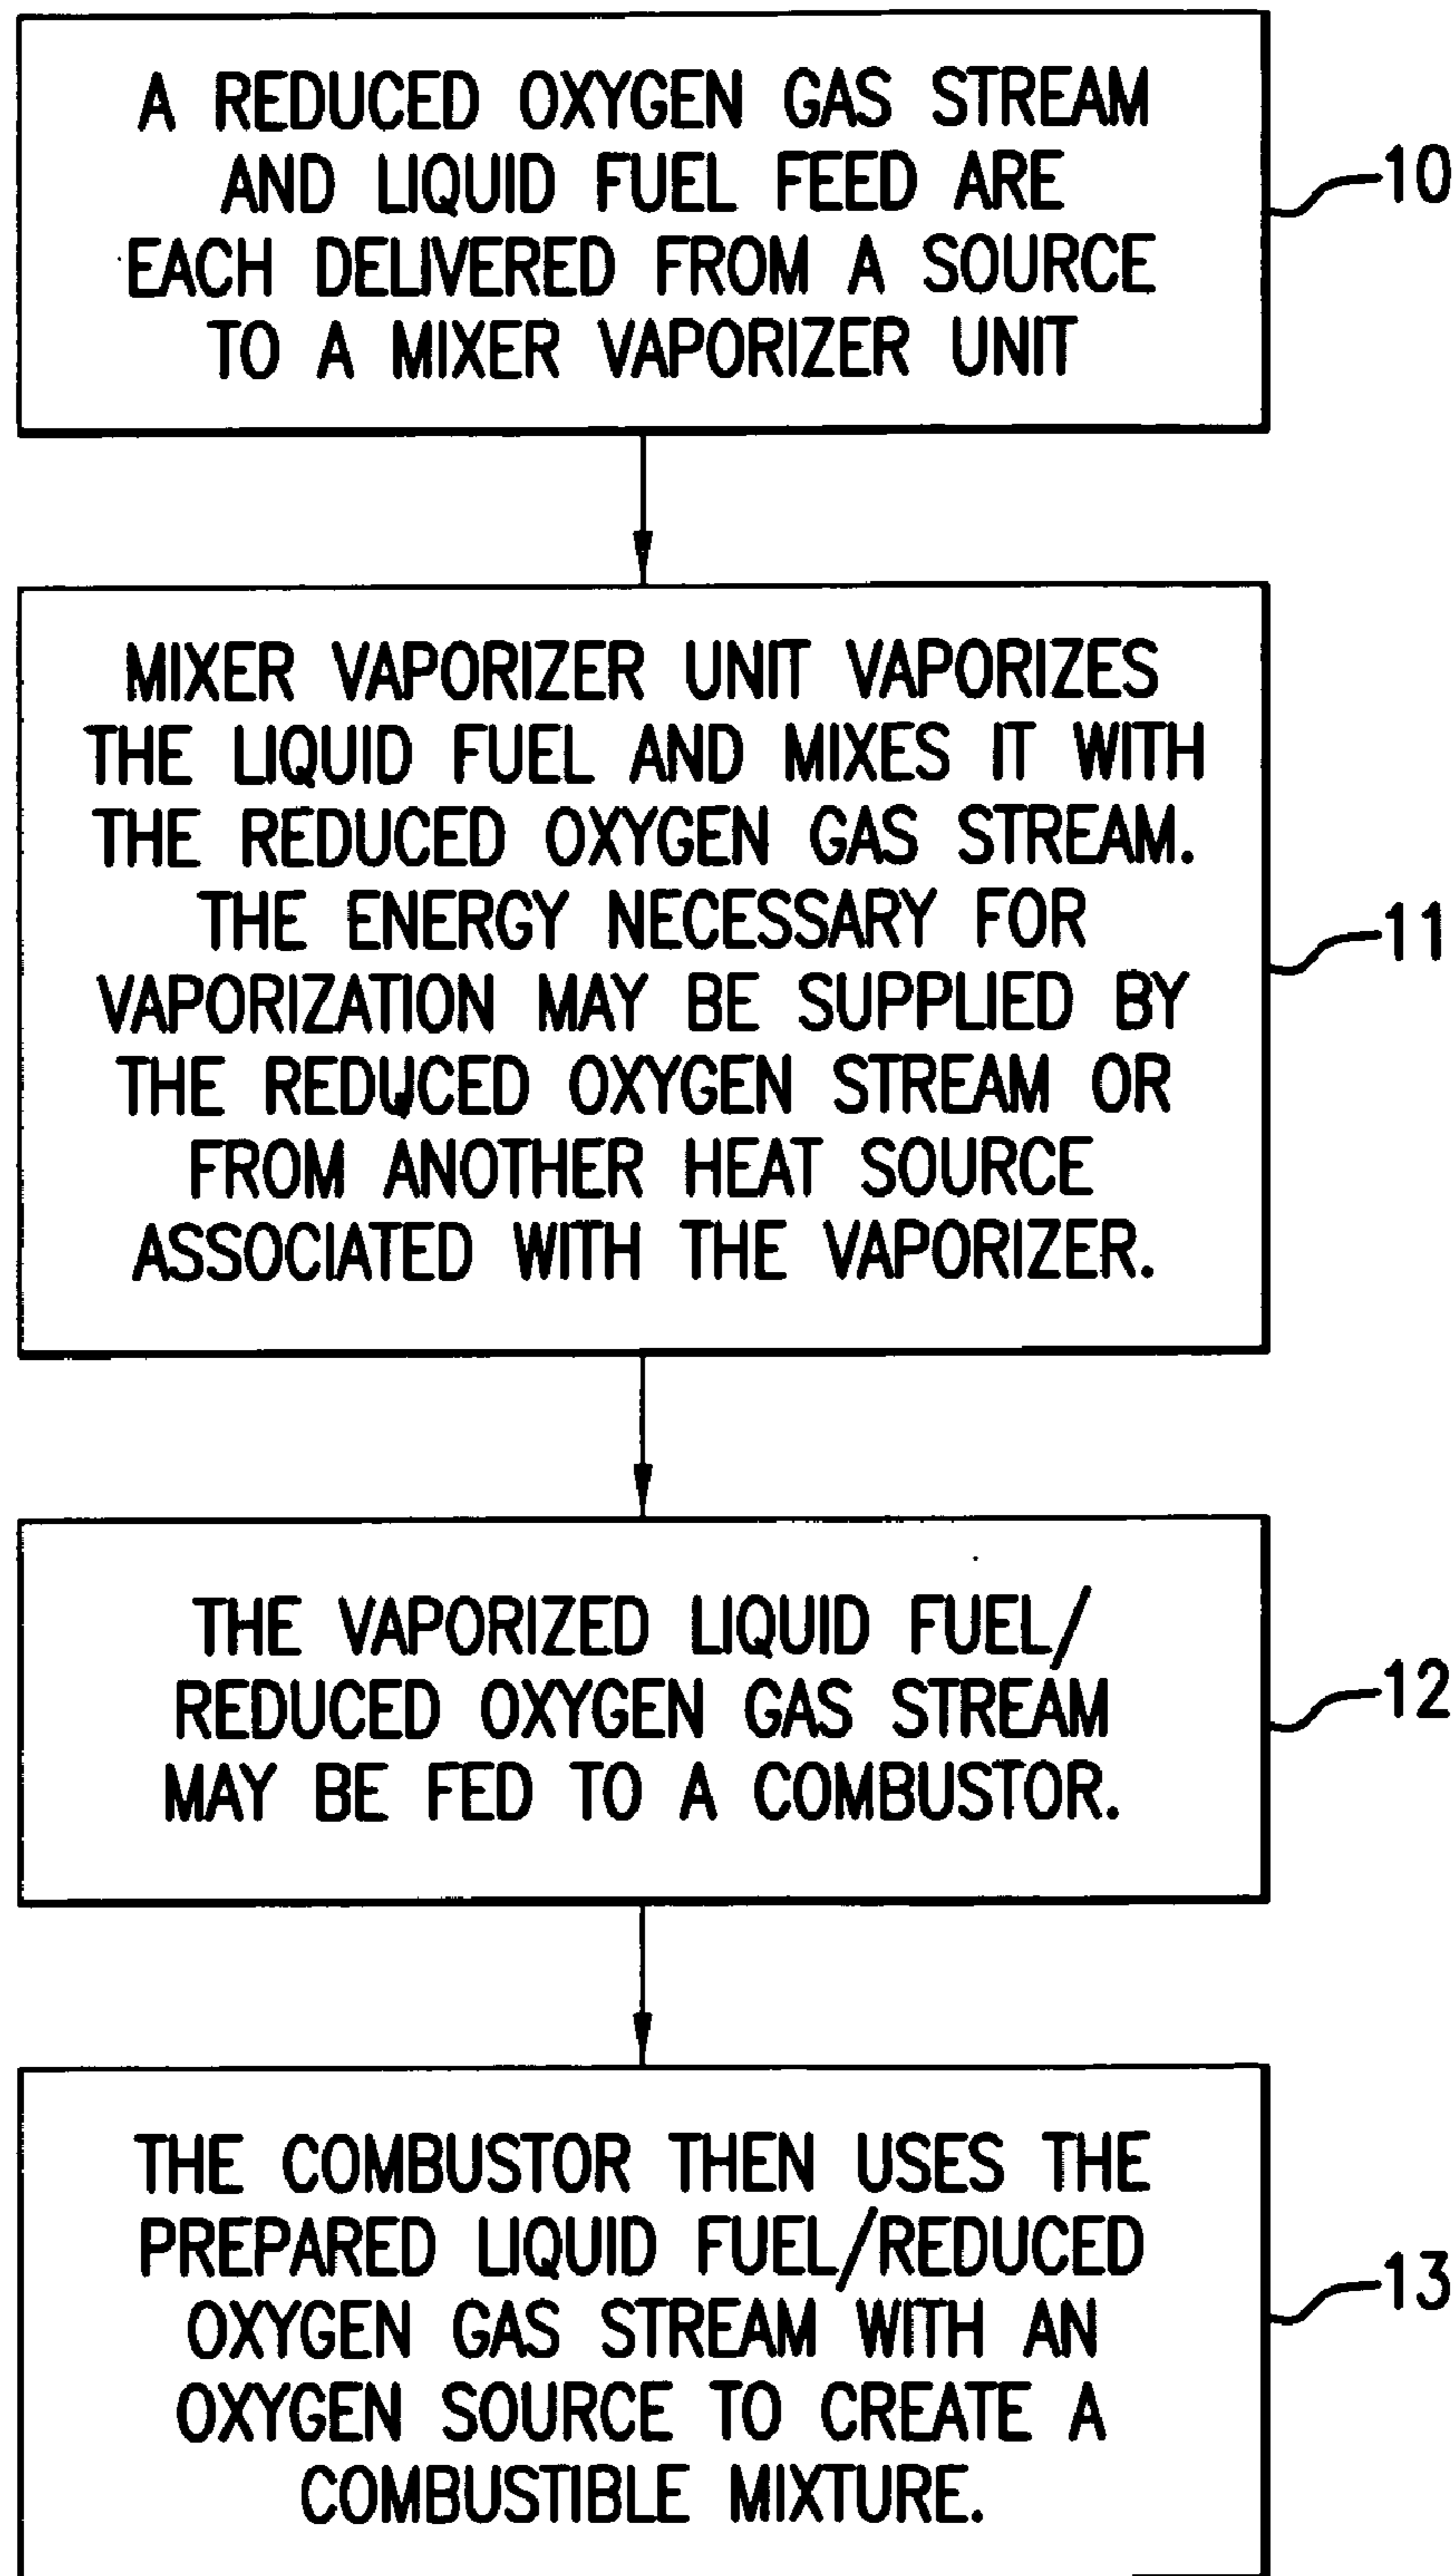 A REDUCED OXYGEN GAS STREAM
AND LIQUID FUEL FEED ARE
EACH DELIVERED FROM A SOURCE
TO A MIXER VAPORIZER UNIT
10
MIXER VAPORIZER UNIT VAPORIZES
THE LIQUID FUEL AND MIXES IT WITH
THE REDUCED OXYGEN GAS STREAM.
THE ENERGY NECESSARY FOR
VAPORIZATION MAY BE SUPPLIED BY
THE REDUCED OXYGEN STREAM OR
FROM ANOTHER HEAT SOURCE
ASSOCIATED WITH THE VAPORIZER.
11
THE VAPORIZED LIQUID FUEL/
REDUCED OXYGEN GAS STREAM
MAY BE FED TO A COMBUSTOR.
12
THE COMBUSTOR THEN USES THE
PREPARED LIQUID FUEL/REDUCED
OXYGEN GAS STREAM WITH AN
OXYGEN SOURCE TO CREATE A
COMBUSTIBLE MIXTURE.
13